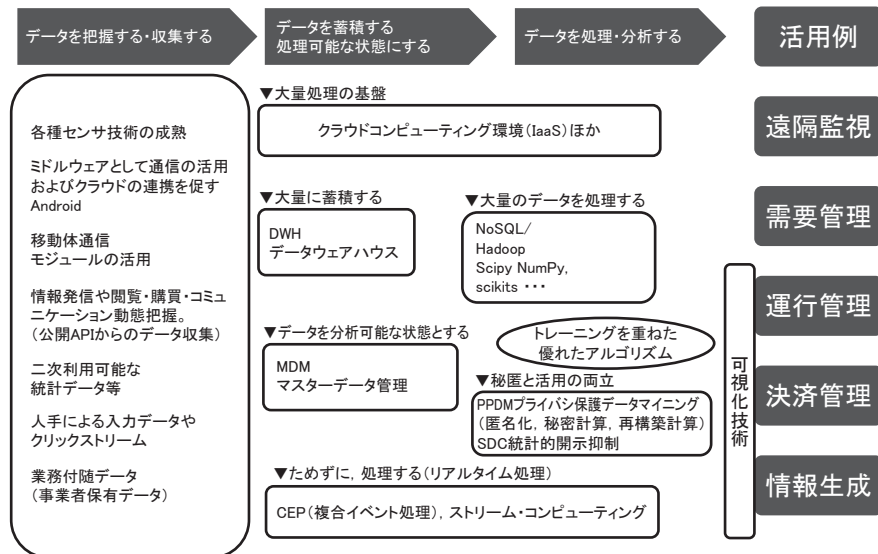 データを把握する・収集する
データを蓄積する
処理可能な状態にする
データを処理・分析する
活用例
各種センサ技術の成熟
ミドルウェアとして通信の活用
およびクラウドの連携を促す
Android
移動体通信
モジュールの活用
情報発信や閲覧・購買・コミュ
ニケーション動態把握。
(公開APIからのデータ収集)
二次利用可能な
統計データ等
人手による入力データや
クリックストリーム
業務付随データ
(事業者保有データ)
▼大量処理の基盤
クラウドコンピューティング環境(IaaS)ほか
▼大量に蓄積する
DWH
データウェアハウス
▼大量のデータを処理する
NoSQL/
Hadoop
Scipy NumPy,
scikits ・・・
▼データを分析可能な状態とする
MDM
マスターデータ管理
トレーニングを重ねた
優れたアルゴリズム
▼秘匿と活用の両立
PPDMプライバシ保護データマイニング
(匿名化, 秘密計算, 再構築計算)
SDC統計的開示抑制
▼ためずに, 処理する(リアルタイム処理)
CEP(複合イベント処理), ストリーム・コンピューティング
可視化技術
遠隔監視
需要管理
運行管理
決済管理
情報生成